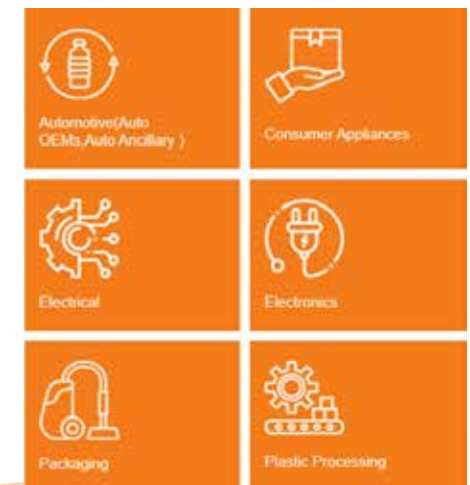 Automotive(Auto
OEMs,Auto Ancillary )
Consumer Appliances
Electrical
Electronics
Packaging
Plastic Processing